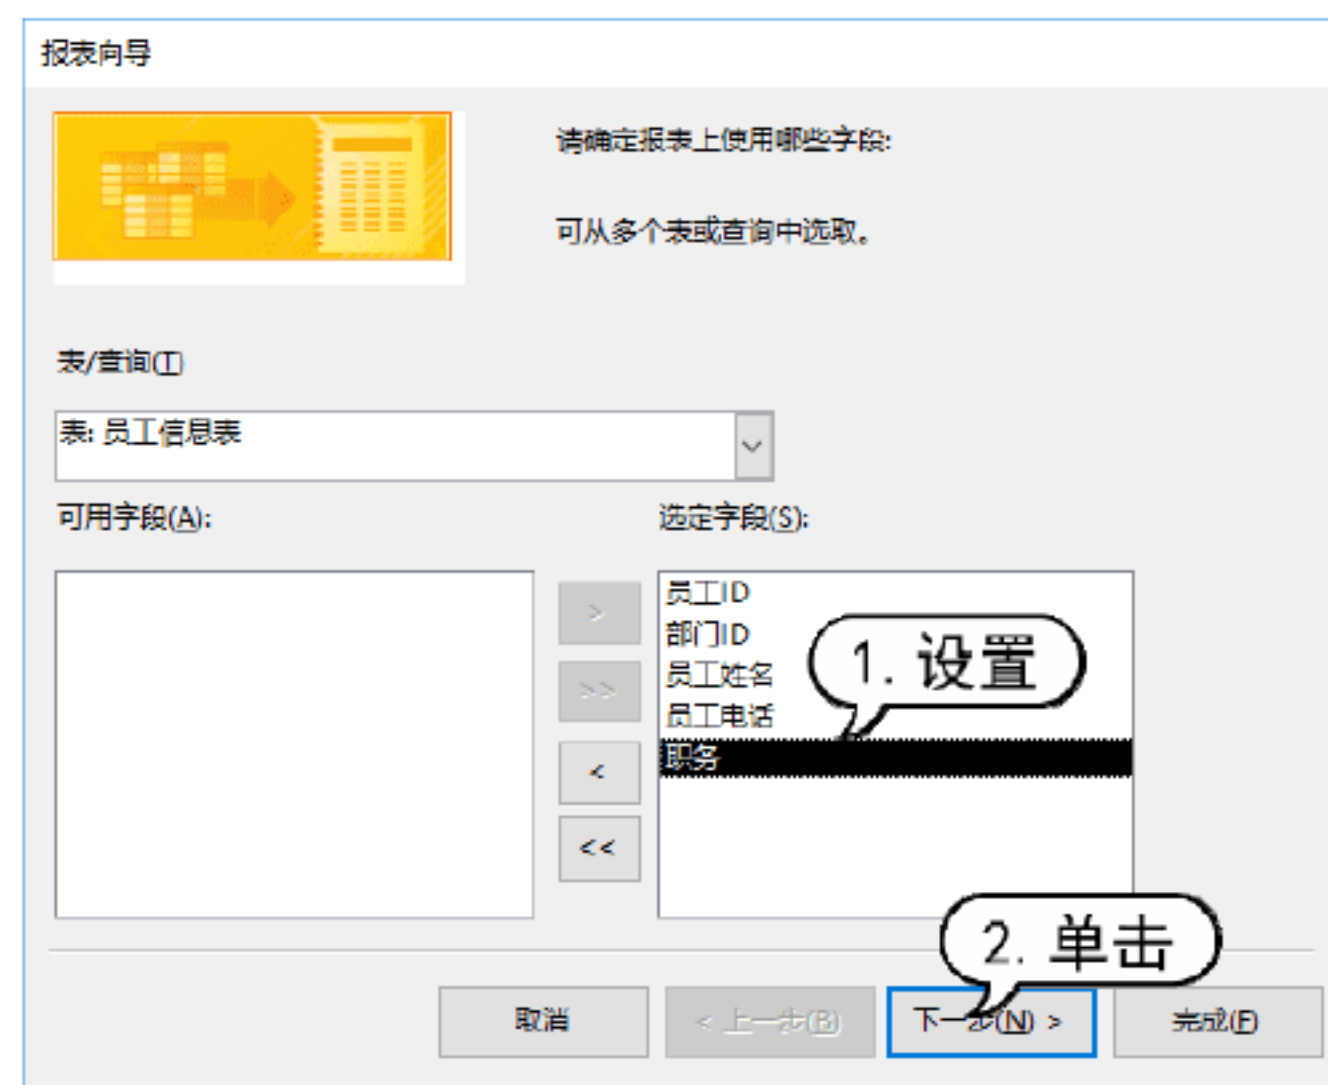 报表向导
请确定报表上使用哪些字段:
可从多个表或查询中选取。
表/查询(T)
表: 员工信息表
可用字段(A):
选定字段(S):
>
>>
<
<<
员工ID
部门ID
员工姓名
员工电话
职务
1. 设置
2. 单击
取消
< 上一步(B)
下一步(N) >
完成(F)